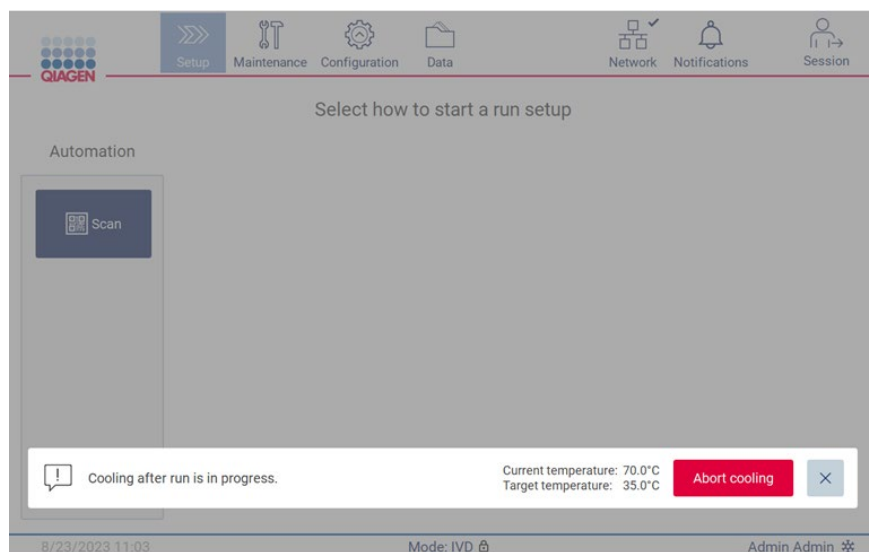 QIAGEN
Setup Maintenance Configuration Data Network Notifications Session
Select how to start a run setup
Automation
Scan
Cooling after run is in progress.
Current temperature: 70.0°C
Target temperature: 35.0°C
Abort cooling
8/23/2023 11:03 Mode: IVD Admin Admin